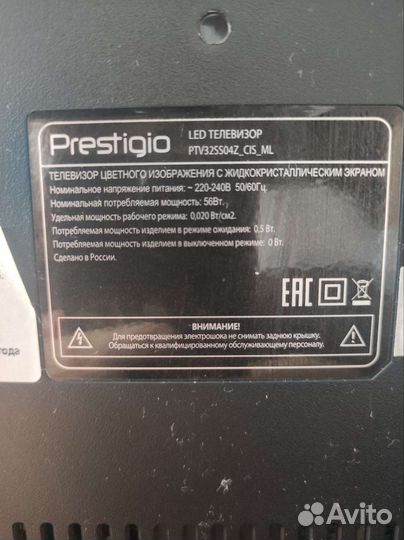 Prestigio
LED ТЕЛЕВИЗОР
PTV32SS04Z_CIS_ML
ТЕЛЕВИЗОР ЦВЕТНОГО ИЗОБРАЖЕНИЯ С ЖИДКОКРИСТАЛЛИЧЕСКИМ ЭКРАНОМ
Номинальное напряжение питания: ~ 220-240В 50/60Гц.
Номинальная потребляемая мощность: 56Вт.
Удельная мощность рабочего режима: 0,020 Вт/см2.
Потребляемая мощность изделием в режиме ожидания: 0,5 Вт.
Потребляемая мощность изделием в выключенном режиме: 0 Вт.
Сделано в России.
EAC
ВНИМАНИЕ!
Для предотвращения электрошока не снимать заднюю крышку.
Обращаться к квалифицированному обслуживающему персоналу.
года
Avito